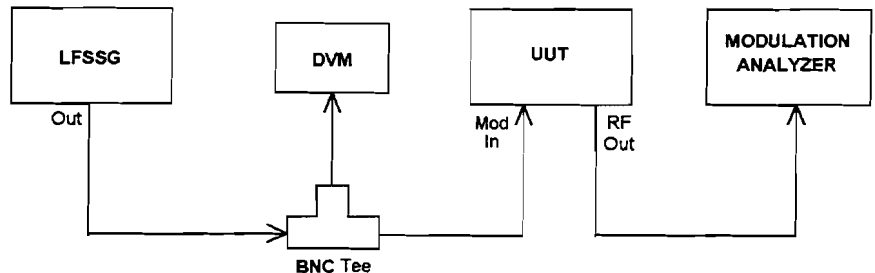 LFSSG
DVM
UUT
MODULATION
ANALYZER
Out
Mod
In
RF
Out
BNC Tee